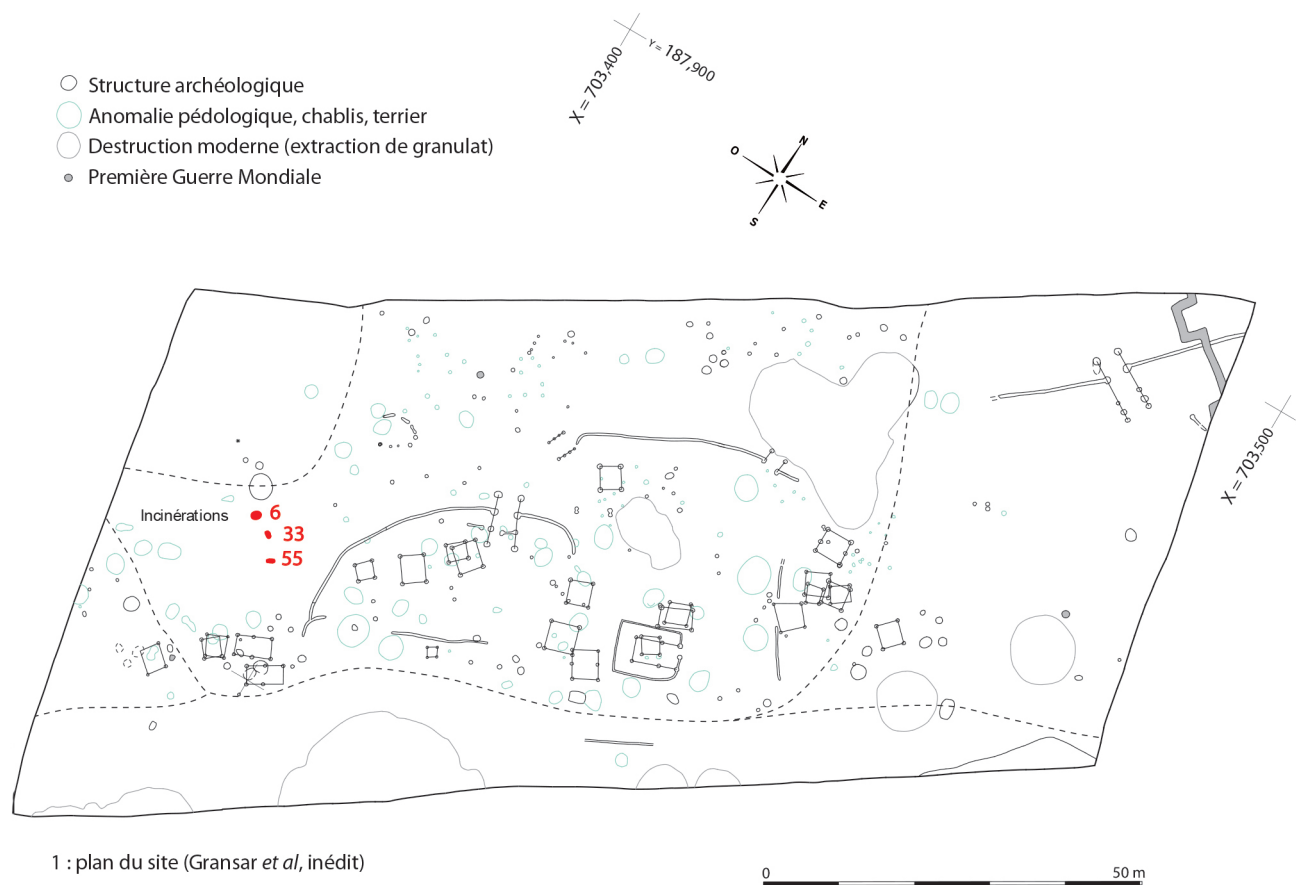 X = 703,400
Y = 187,900
Structure archéologique
Anomalie pédologique, chablis, terrier
Destruction moderne (extraction de granulat)
Première Guerre Mondiale
N
O
E
S
X = 703,500
Incinérations
6
33
55
1 : plan du site (Gransar et al, inédit)
0
50 m